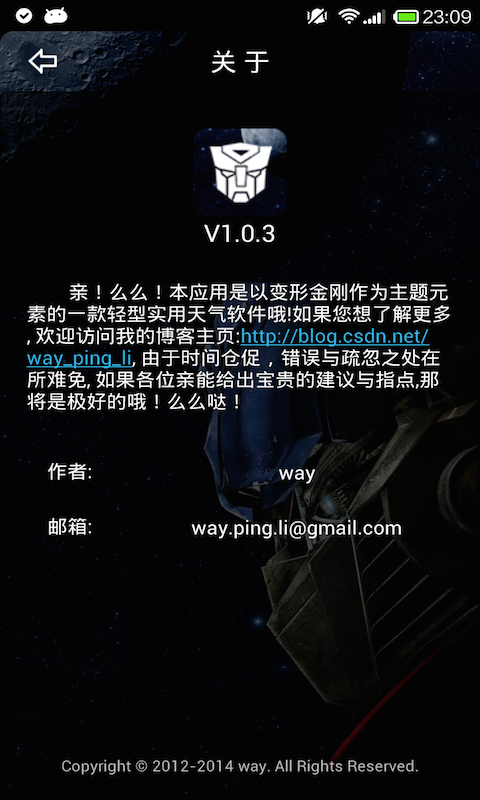 23:09
关于
V1.0.3
亲！么么！本应用是以变形金刚作为主题元
素的一款轻型实用天气软件哦!如果您想了解更多
, 欢迎访问我的博客主页:http://blog.csdn.net/
way_ping_li, 由于时间仓促，错误与疏忽之处在
所难免, 如果各位亲能给出宝贵的建议与指点,那
将是极好的哦！么么哒！
作者: way
邮箱: way.ping.li@gmail.com
Copyright © 2012-2014 way. All Rights Reserved.